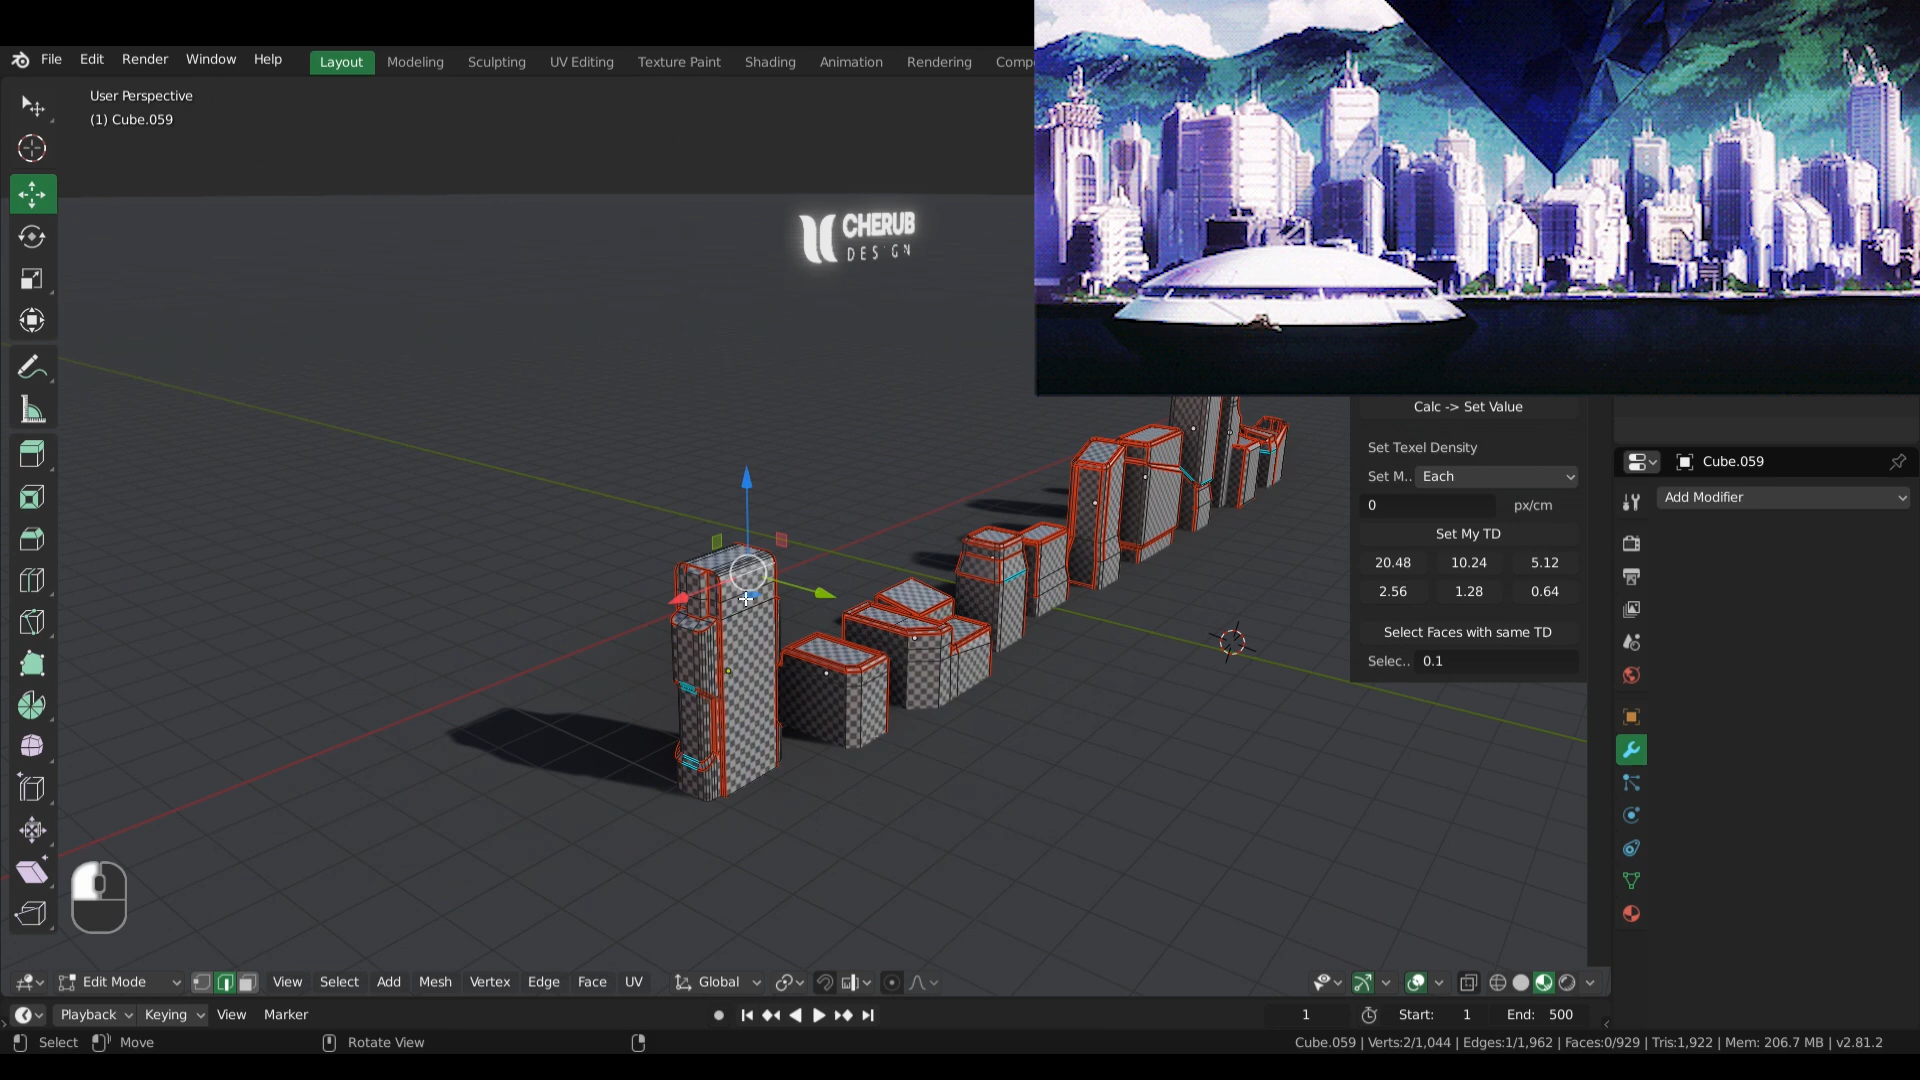 File Edit Render Window Help Layout Modeling Sculpting UV Editing Texture Paint Shading Animation Rendering Comp
User Perspective
(1) Cube.059
CHERUB
DESIGN
Calc -> Set Value
Set Texel Density
Set M.. Each
0 px/cm
Set My TD
20.48 10.24 5.12
2.56 1.28 0.64
Select Faces with same TD
Selec.. 0.1
Cube.059
Add Modifier
Edit Mode View Select Add Mesh Vertex Edge Face UV Global
Playback Keying View Marker 1 Start: 1 End: 500
Select Move Rotate View Cube.059 | Verts:2/1,044 | Edges:1/1,962 | Faces:0/929 | Tris:1,922 | Mem: 206.7 MB | v2.81.2